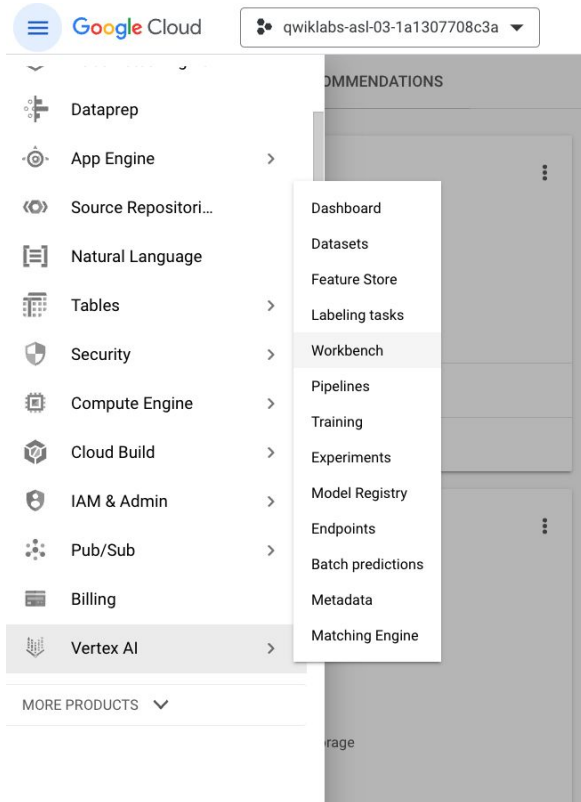 Google Cloud
qwiklabs-asl-03-1a1307708c3a
OMMENDATIONS
Dataprep
App Engine
Source Repositori...
Natural Language
Tables
Security
Compute Engine
Cloud Build
IAM & Admin
Pub/Sub
Billing
Vertex AI
MORE PRODUCTS
Dashboard
Datasets
Feature Store
Labeling tasks
Workbench
Pipelines
Training
Experiments
Model Registry
Endpoints
Batch predictions
Metadata
Matching Engine
rage